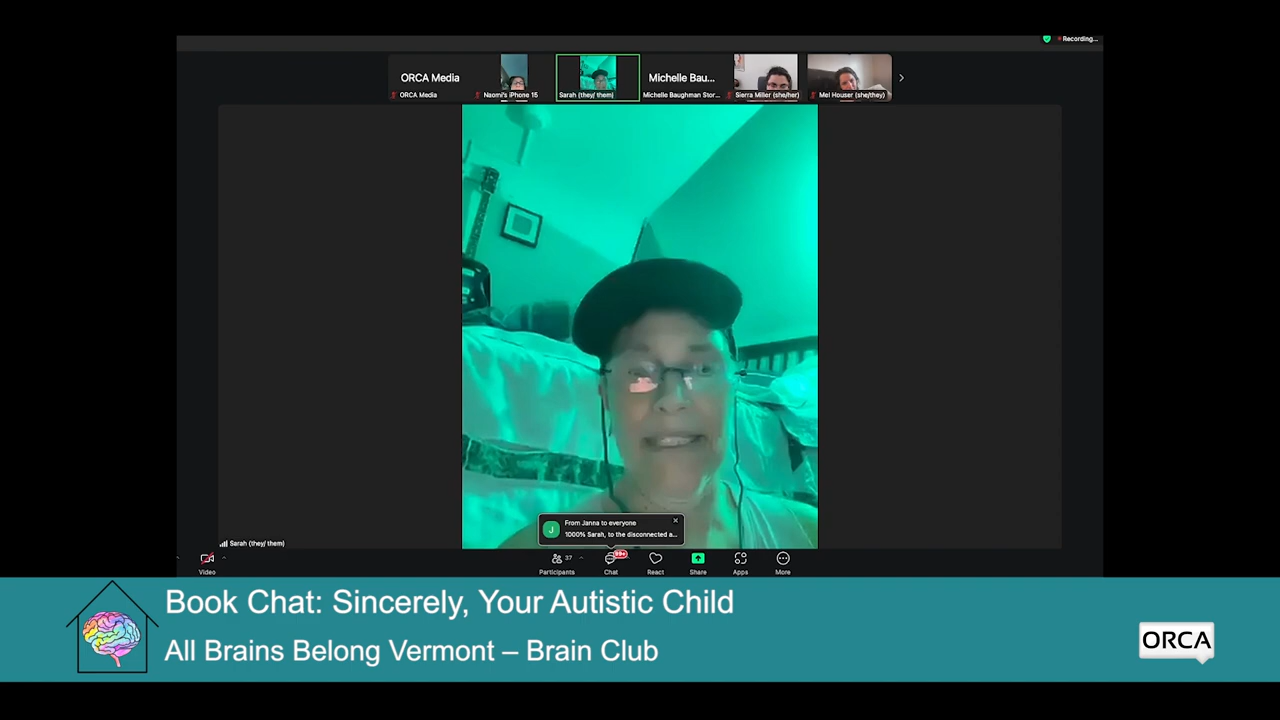 Recording...
ORCA Media
Michelle Bau...
ORCA Media
Naomi's iPhone 15
Sarah (they/ them)
Michelle Baughman Stor...
Sierra Miller (she/her)
Mel Houser (she/they)
J
From Janna to everyone
1000% Sarah, to the disconnected a...
Sarah (they/ them)
Video
37
Participants
99+
Chat
React
Share
Apps
More
Book Chat: Sincerely, Your Autistic Child
All Brains Belong Vermont – Brain Club
ORCA